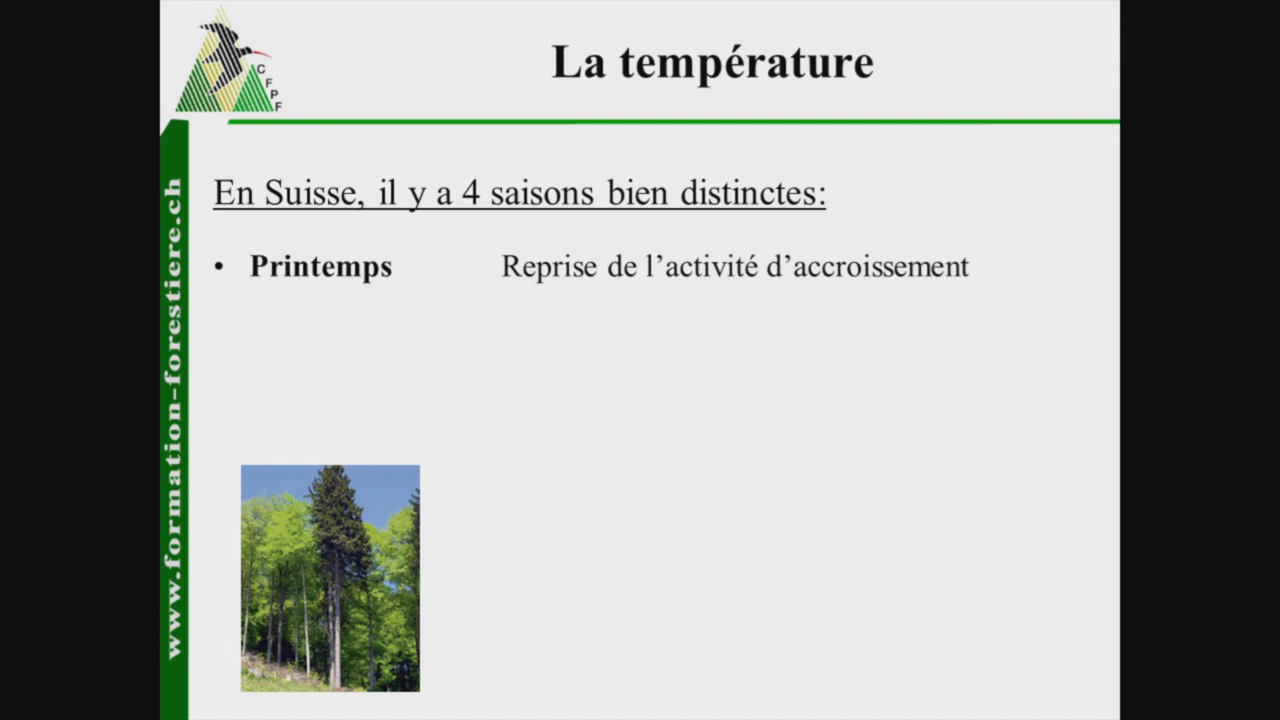 C
F
P
F
La température
www.formation-forestiere.ch
En Suisse, il y a 4 saisons bien distinctes:
• Printemps Reprise de l’activité d’accroissement